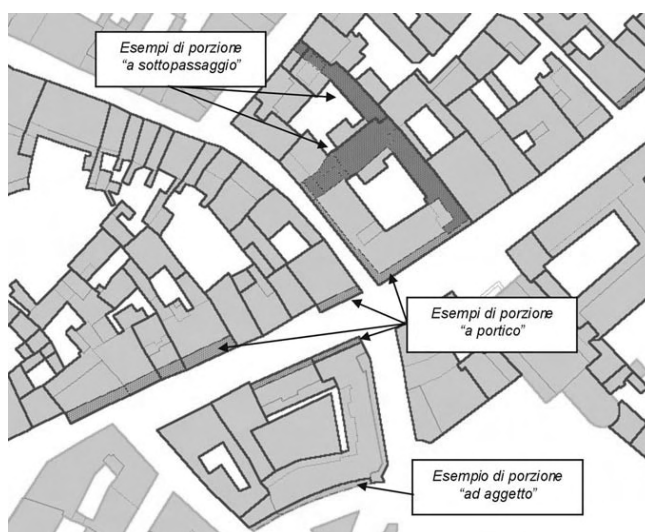 Esempi di porzione
“a sottopassaggio”
Esempi di porzione
“a portico”
Esempio di porzione
“ad aggetto”